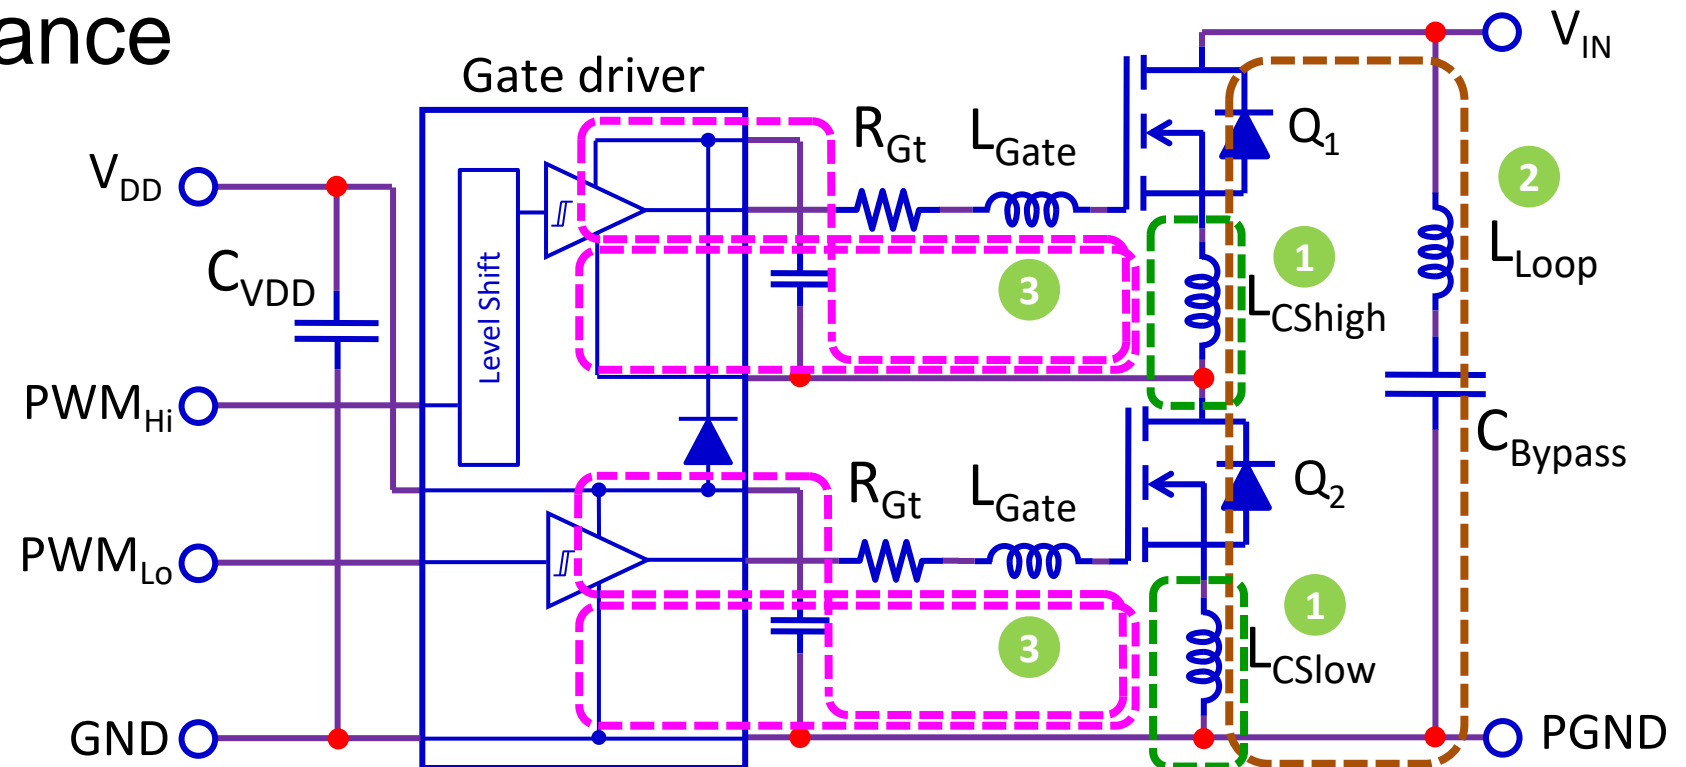 ance
Gate driver
V_IN
V_DD
R_Gt
L_Gate
Q_1
2
C_VDD
Level Shift
3
1
L_CShigh
L_Loop
PWM_Hi
C_Bypass
R_Gt
L_Gate
Q_2
PWM_Lo
3
1
L_CSlow
GND
PGND